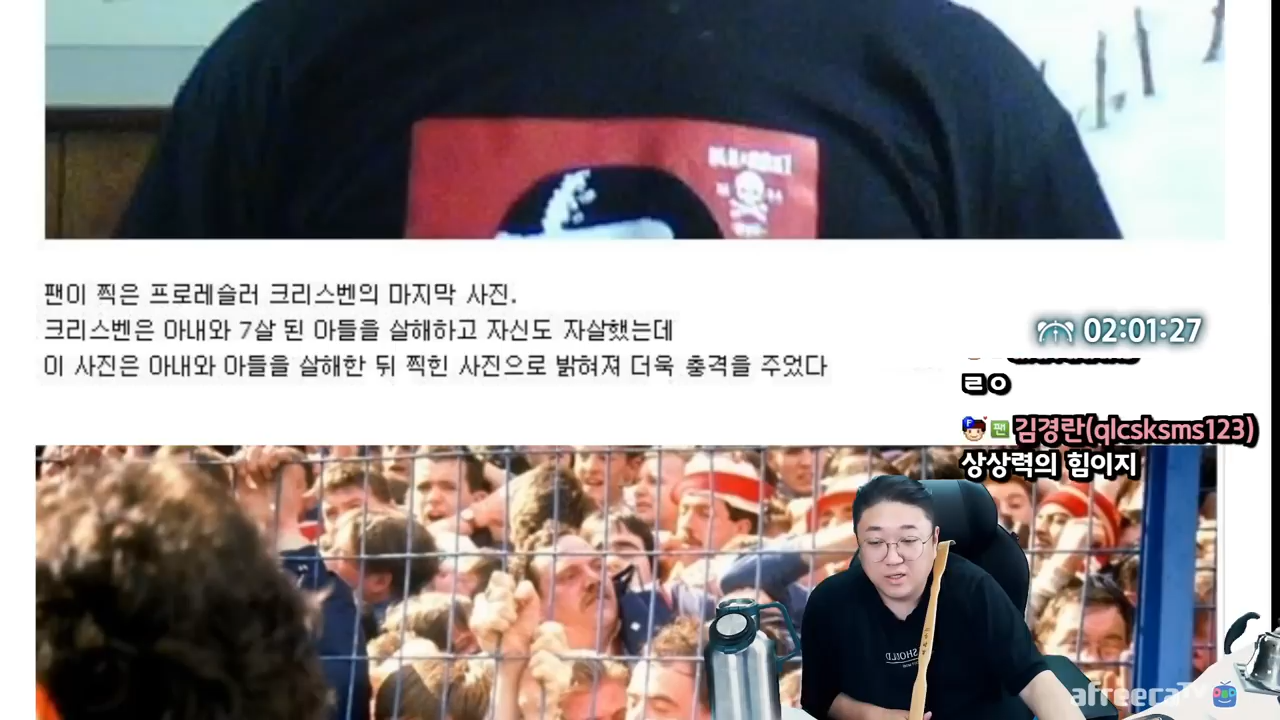 팬이 찍은 프로레슬러 크리스벤의 마지막 사진.
크리스벤은 아내와 7살 된 아들을 살해하고 자신도 자살했는데
이 사진은 아내와 아들을 살해한 뒤 찍힌 사진으로 밝혀져 더욱 충격을 주었다
02:01:27
ㄹㅇ
팬 김경란(qlcsksms123)
상상력의 힘이지
afreecaTV